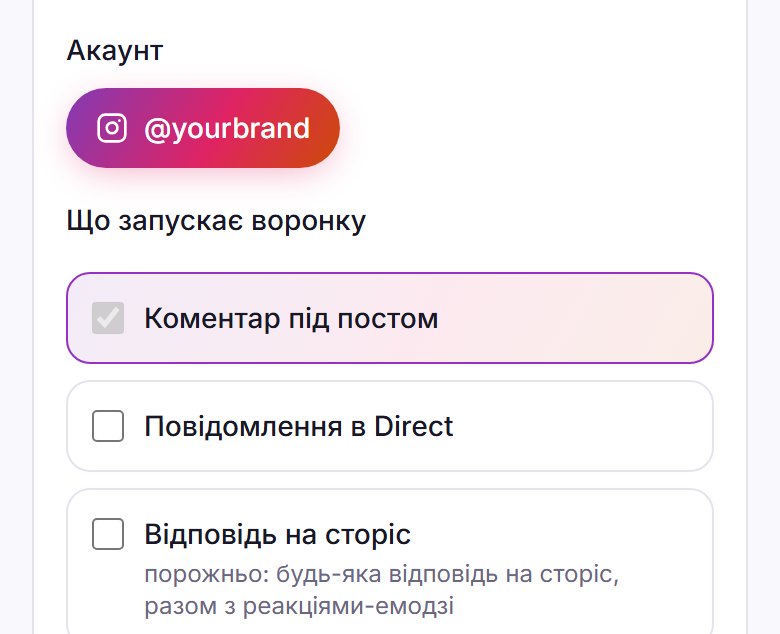 Акаунт
@yourbrand
Що запускає воронку
Коментар під постом
Повідомлення в Direct
Відповідь на сторіс
порожньо: будь-яка відповідь на сторіс,
разом з реакціями-емодзі